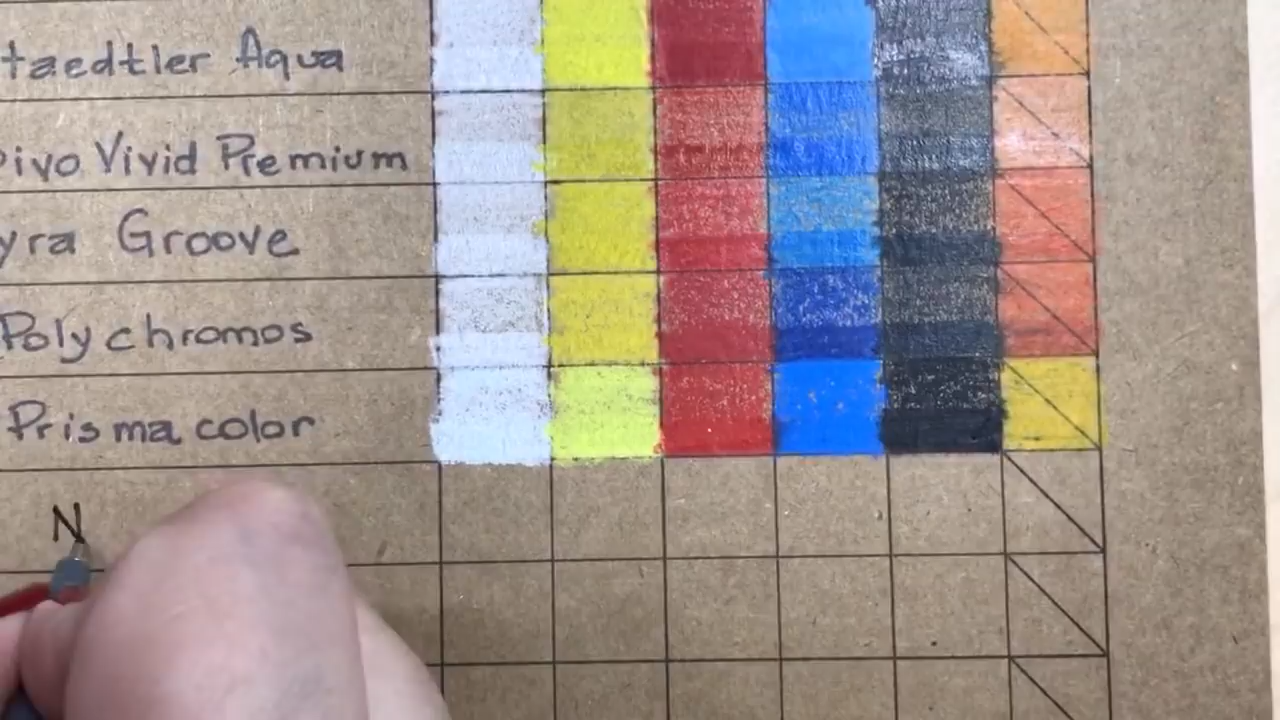 taedtler Aqua
ivo Vivid Premium
yra Groove
Polychromos
Prismacolor
N